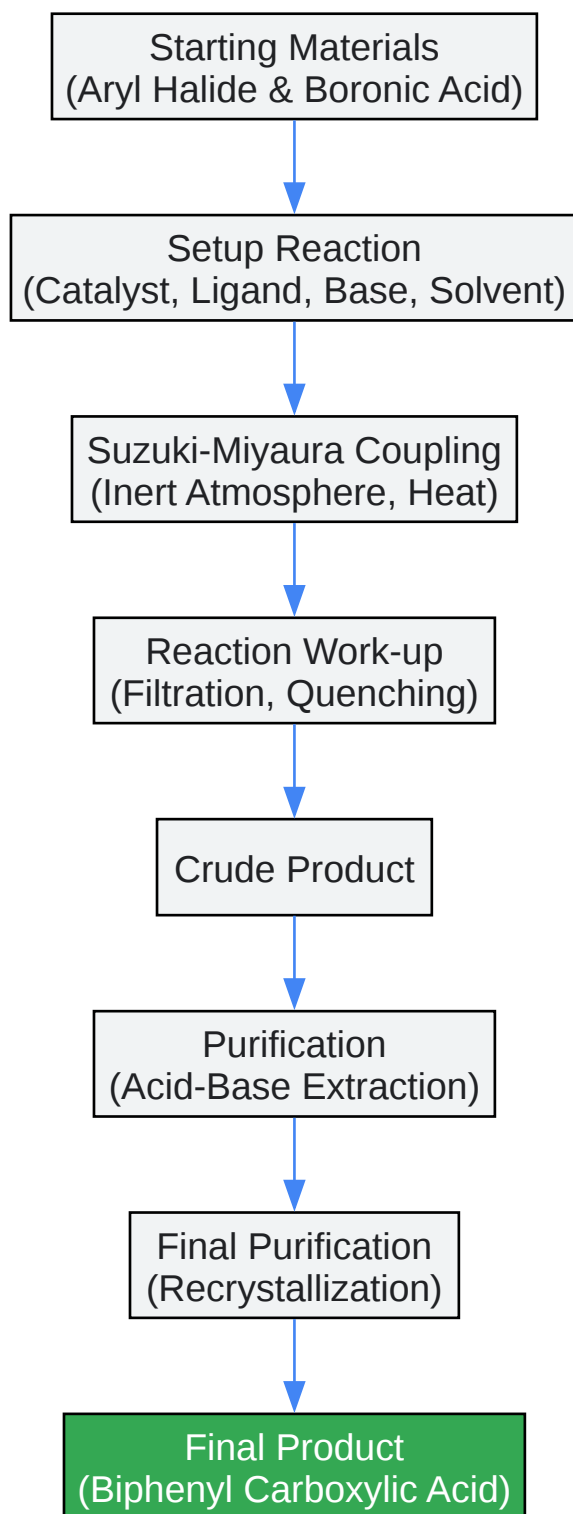 Starting Materials
(Aryl Halide & Boronic Acid)
Setup Reaction
(Catalyst, Ligand, Base, Solvent)
Suzuki-Miyaura Coupling
(Inert Atmosphere, Heat)
Reaction Work-up
(Filtration, Quenching)
Crude Product
Purification
(Acid-Base Extraction)
Final Purification
(Recrystallization)
Final Product
(Biphenyl Carboxylic Acid)